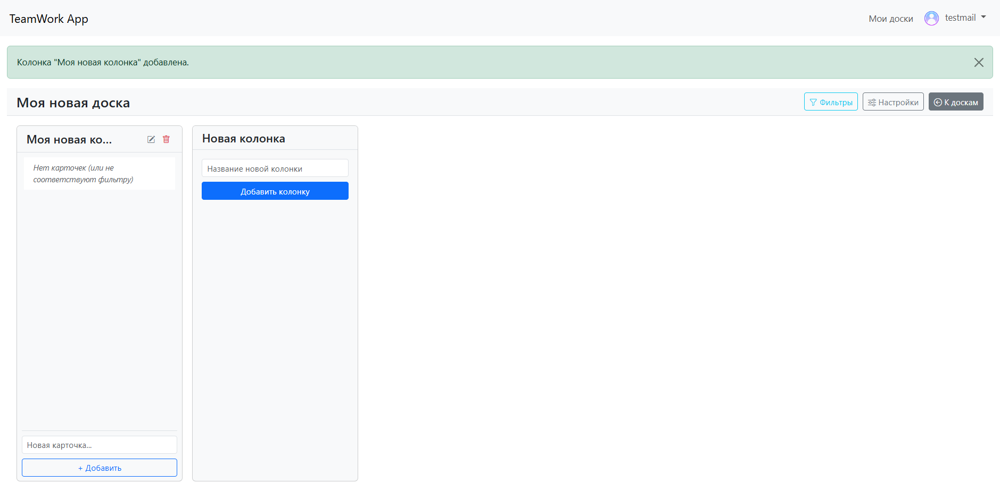 TeamWork App
Мои доски
testmail
Колонка "Моя новая колонка" добавлена.
Моя новая доска
Фильтры
Настройки
К доскам
Моя новая ко...
Нет карточек (или не
соответствуют фильтру)
Новая карточка...
+ Добавить
Новая колонка
Название новой колонки
Добавить колонку